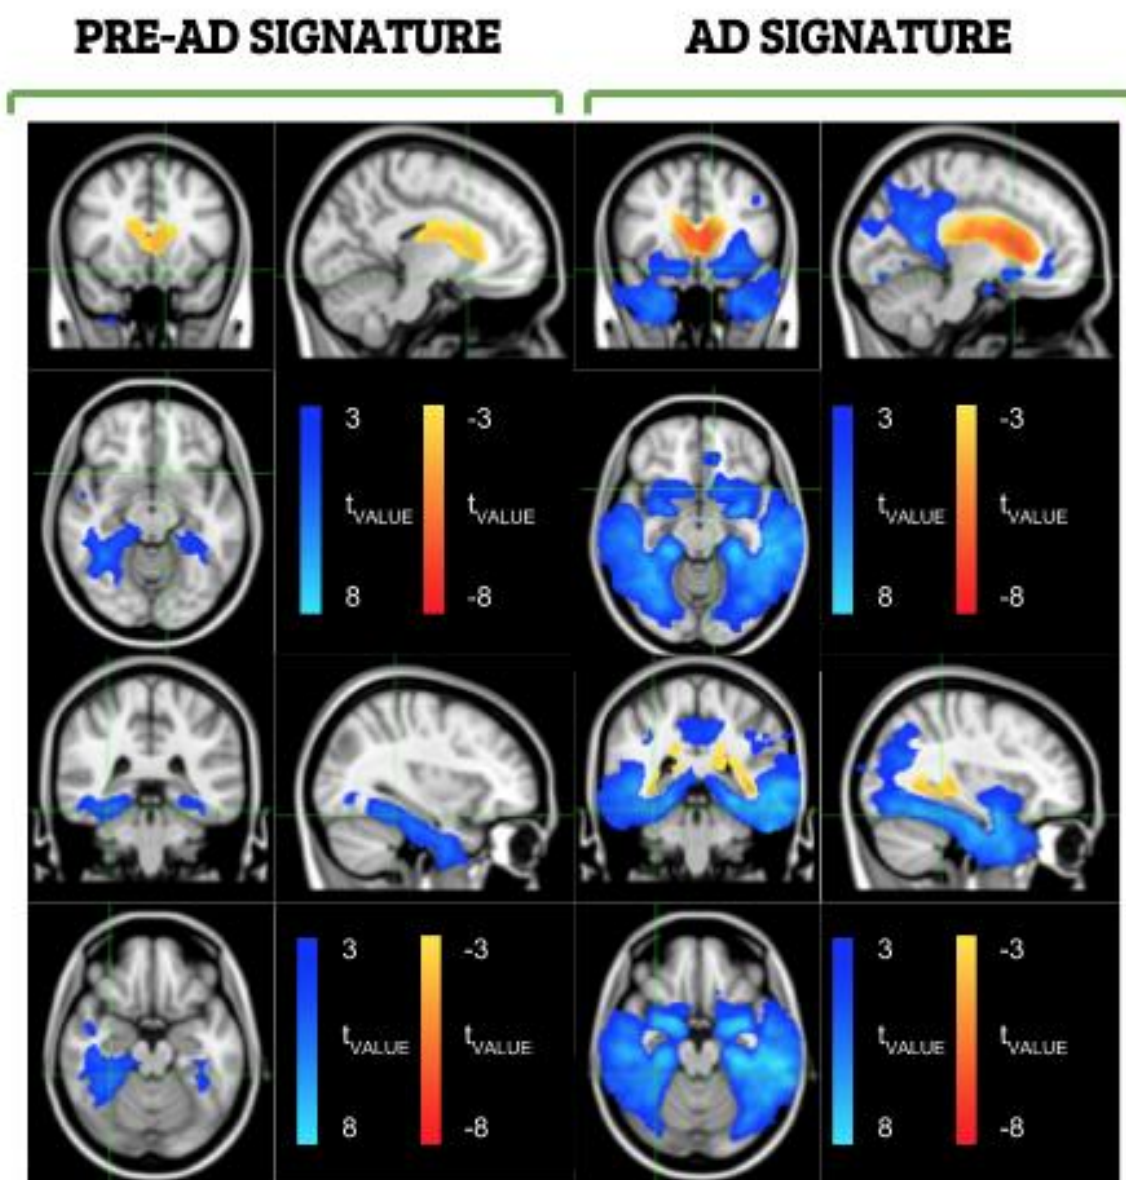 PRE-AD SIGNATURE
AD SIGNATURE
3 -3 3 -3
tVALUE tVALUE tVALUE tVALUE
8 -8 8 -8
3 -3 3 -3
tVALUE tVALUE tVALUE tVALUE
8 -8 8 -8